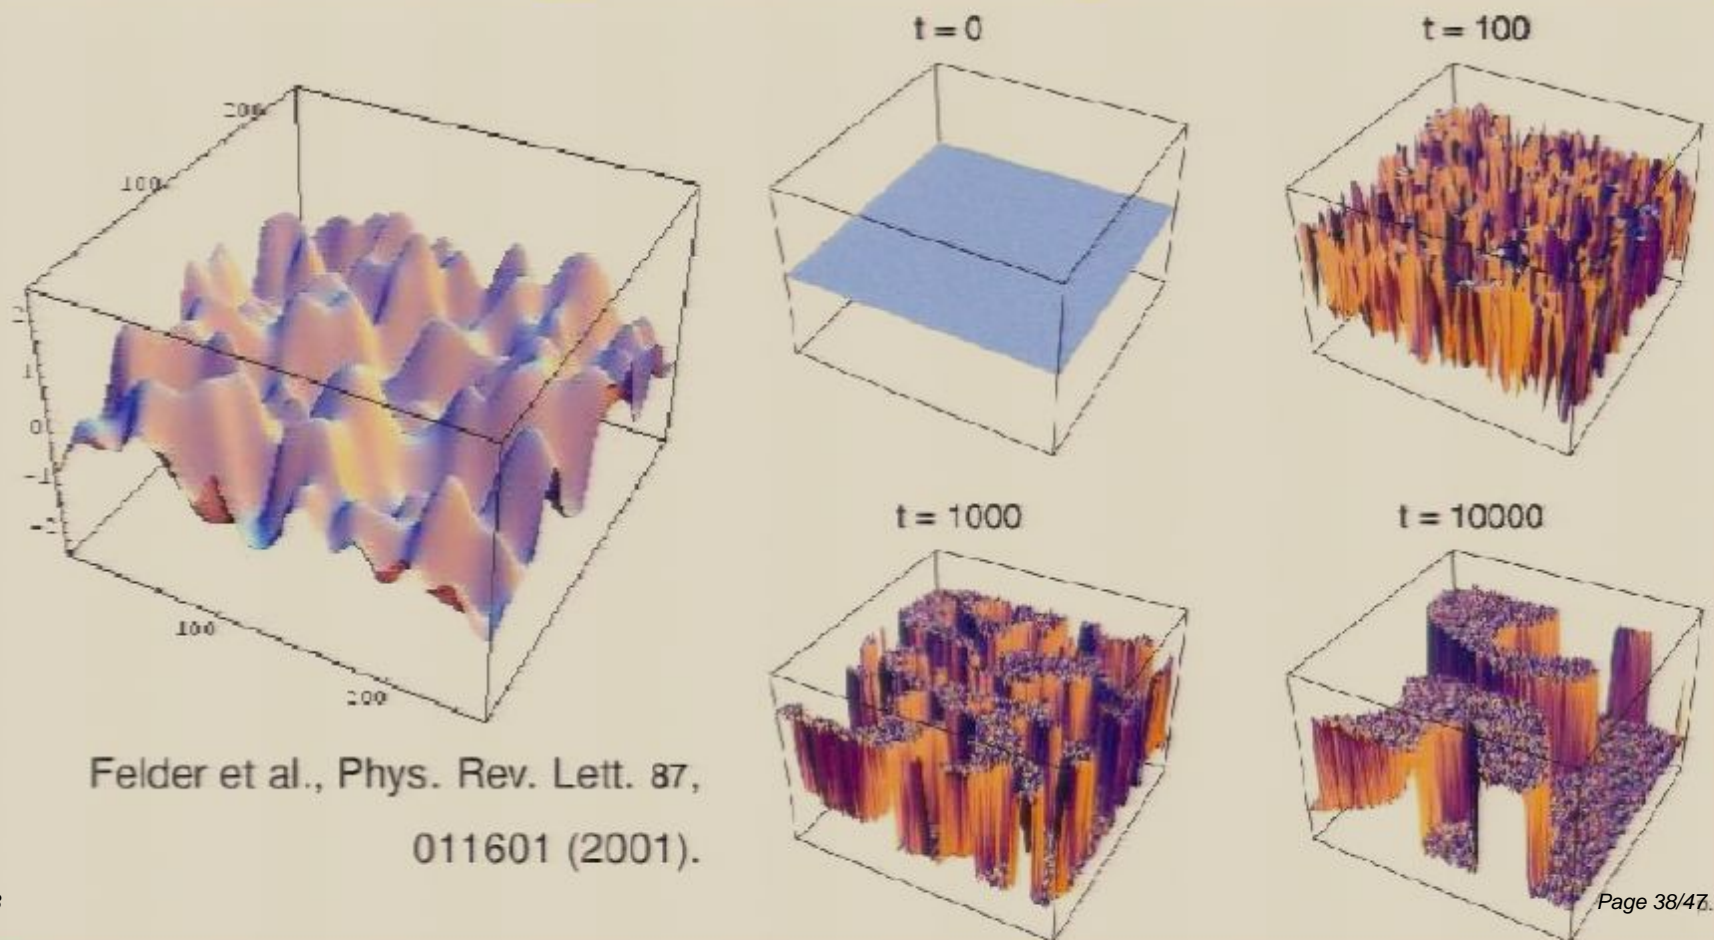 t = 0
t = 100
200
100
2
1
0
-1
-2
100
200
t = 1000
t = 10000
Felder et al., Phys. Rev. Lett. 87,
011601 (2001).
Page 38/47